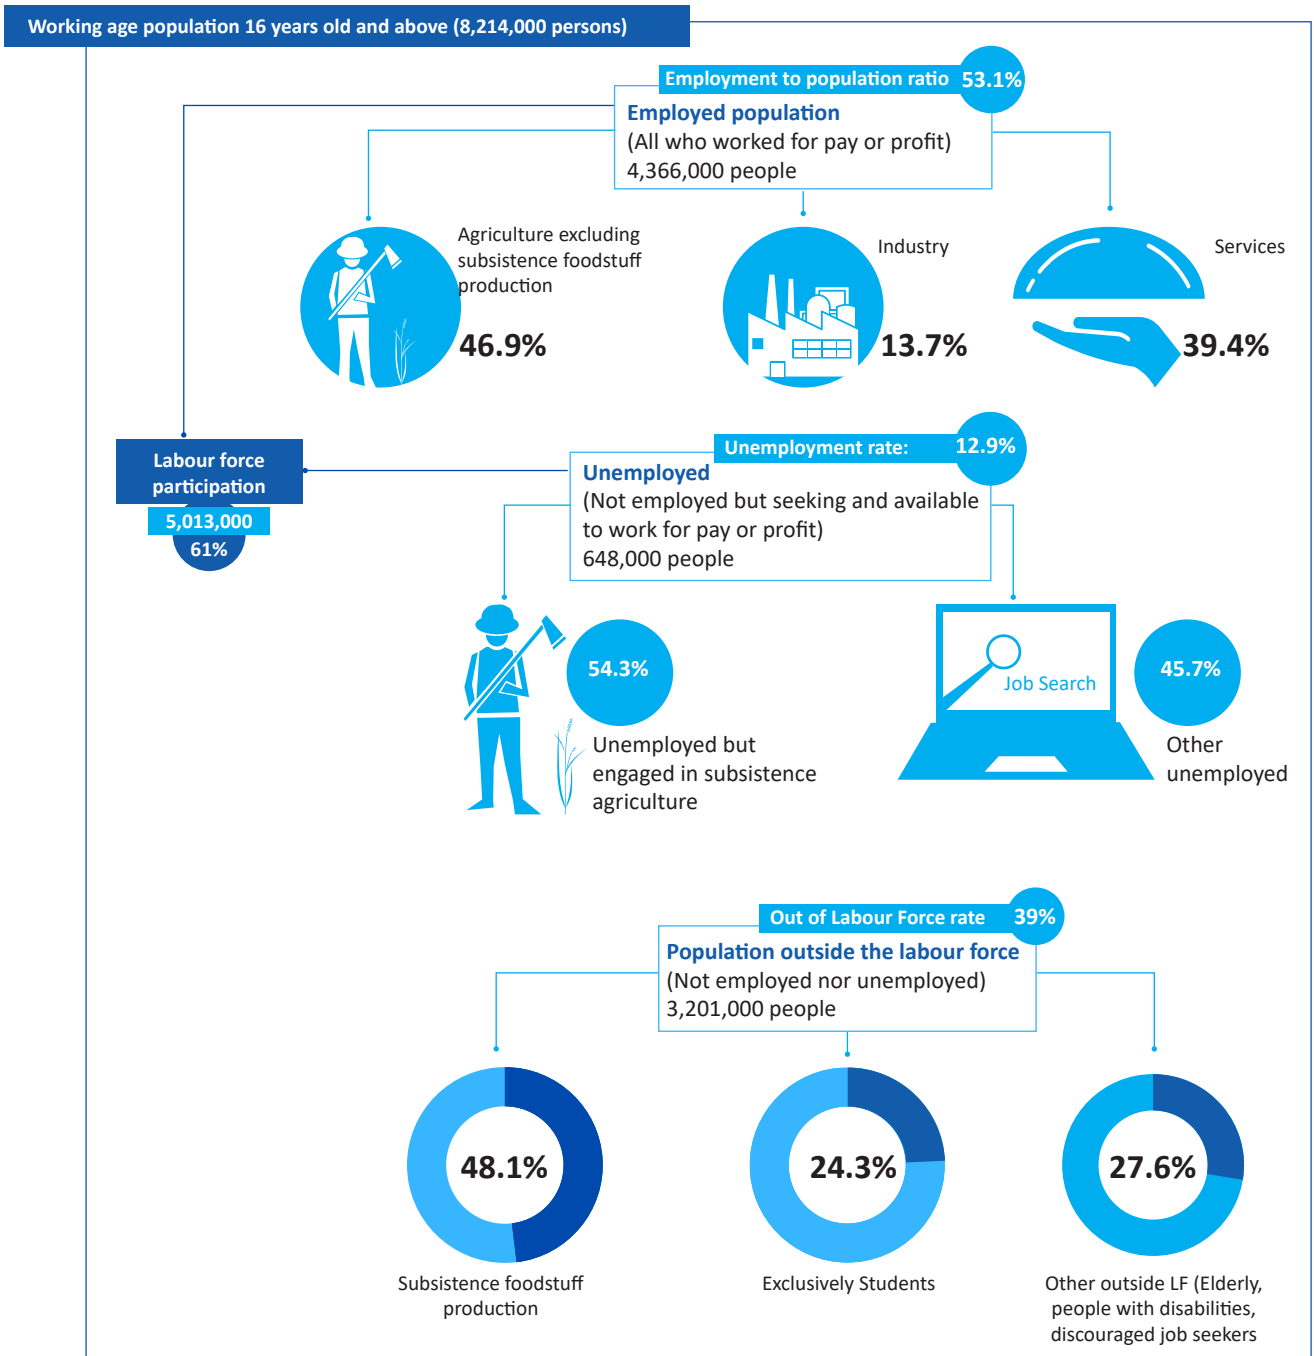 Working age population 16 years old and above (8,214,000 persons)
Employment to population ratio 53.1%
Employed population
(All who worked for pay or profit)
4,366,000 people
Agriculture excluding
subsistence foodstuff
production
46.9%
Industry
13.7%
Services
39.4%
Labour force
participation
5,013,000
61%
Unemployment rate: 12.9%
Unemployed
(Not employed but seeking and available
to work for pay or profit)
648,000 people
54.3%
Unemployed but
engaged in subsistence
agriculture
Job Search
45.7%
Other
unemployed
Out of Labour Force rate 39%
Population outside the labour force
(Not employed nor unemployed)
3,201,000 people
48.1%
Subsistence foodstuff
production
24.3%
Exclusively Students
27.6%
Other outside LF (Elderly,
people with disabilities,
discouraged job seekers